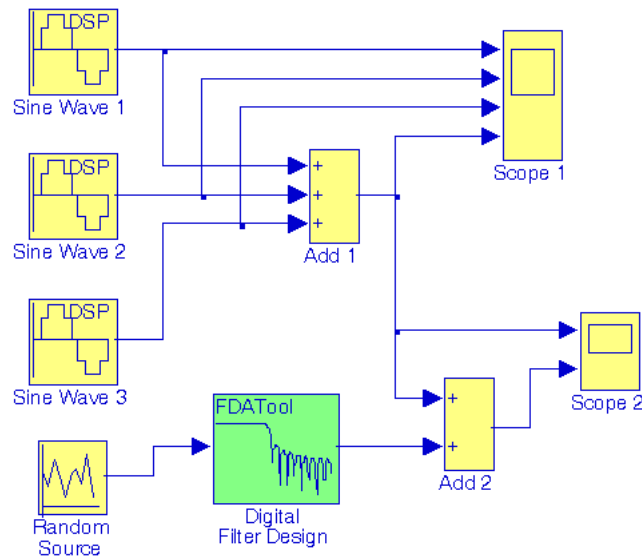 DSP
Sine Wave 1
Scope 1
DSP
Sine Wave 2
+
+
+
Add 1
DSP
Sine Wave 3
Scope 2
FDATool
+
+
Add 2
Random
Source
Digital
Filter Design